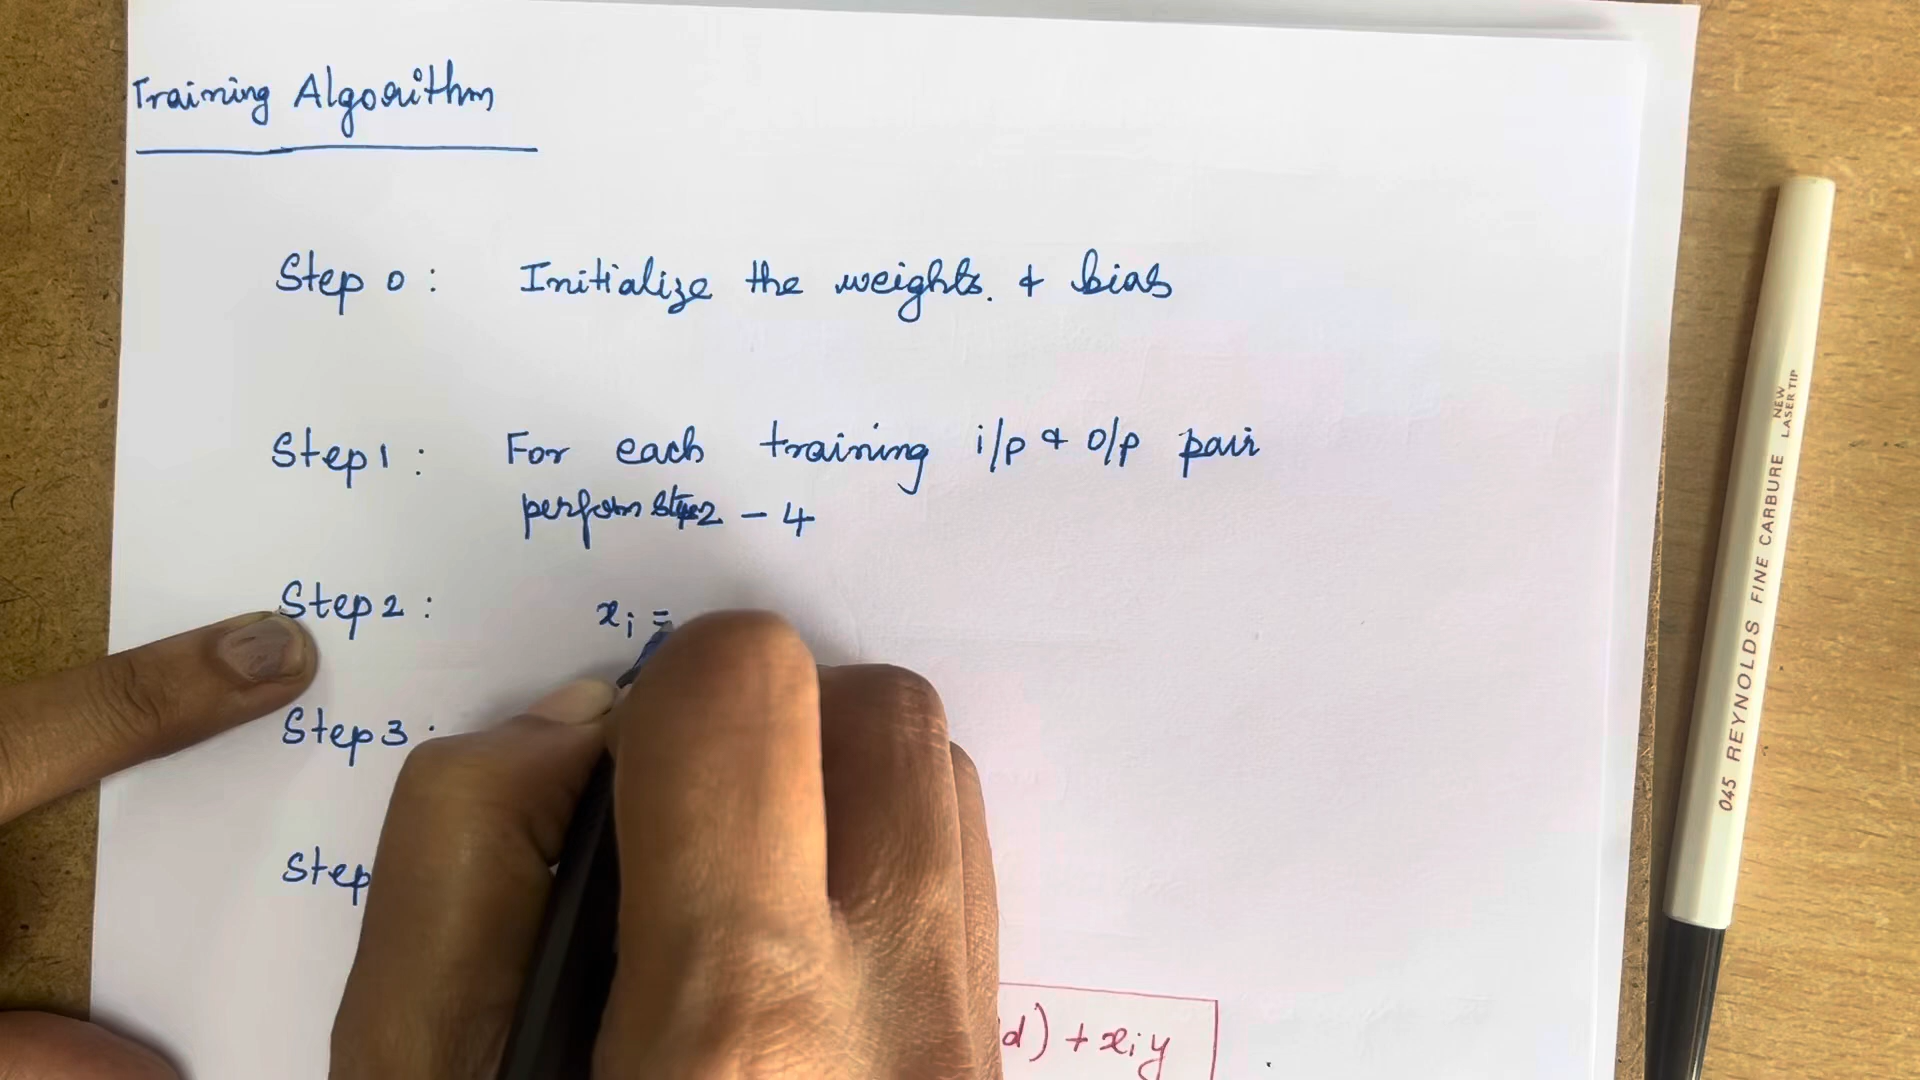 Training Algorithm
Step 0 : Initialize the weights. & bias
Step 1 : For each training i/p & o/p pair
perform Step 2 - 4
Step 2 : xi =
Step 3 :
Step
d) + xi y
045 REYNOLDS FINE CARBURE NEW LASER TIP